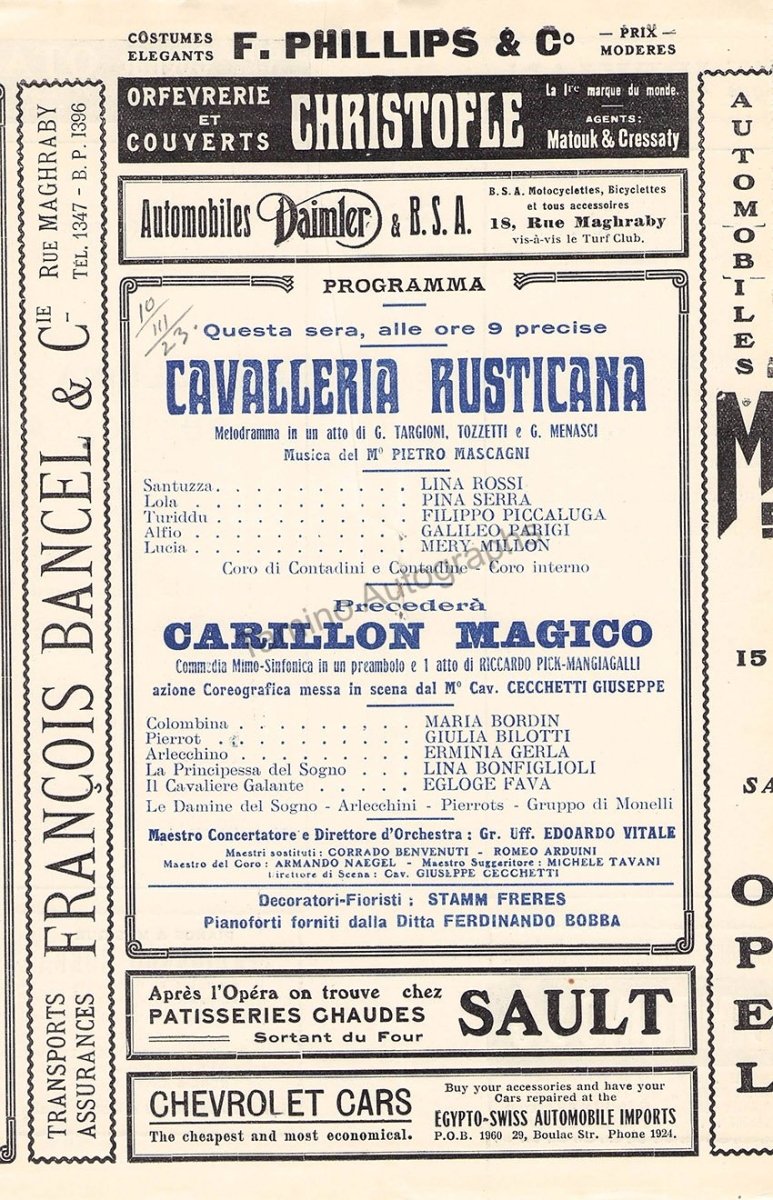 COSTUMES
ELEGANTS
F. PHILLIPS & Cº
— PRIX —
MODERES
ORFEVRERIE
ET
COUVERTS
CHRISTOFLE
La 1re marque du monde.
AGENTS:
Matouk & Cressaty
Automobiles Daimler & B.S.A.
B.S.A. Motocyclettes, Bicyclettes
et tous accessoires
18, Rue Maghraby
vis-à-vis le Turf Club.
TRANSPORTS
ASSURANCES
FRANÇOIS BANCEL & CIE
RUE MAGHRABY
TÉL. 1347 - B. P. 1396
PROGRAMMA
10/III/23.
Questa sera, alle ore 9 precise
CAVALLERIA RUSTICANA
Melodramma in un atto di G. TARGIONI, TOZZETTI e G. MENASCI
Musica del Mº PIETRO MASCAGNI
Santuzza. . . . . . . . . . . LINA ROSSI
Lola . . . . . . . . . . . . PINA SERRA
Turiddu . . . . . . . . . . . FILIPPO PICCALUGA
Alfio . . . . . . . . . . . . GALILEO PARIGI
Lucia . . . . . . . . . . . . MERY MILLON
Coro di Contadini e Contadine - Coro interno
Tamino Autographs
Precederà
CARILLON MAGICO
Commedia Mimo-Sinfonica in un preambolo e 1 atto di RICCARDO PICK-MANGIAGALLI
azione Coreografica messa in scena dal Mº Cav. CECCHETTI GIUSEPPE
Colombina . . . . . . . . . MARIA BORDIN
Pierrot . . . . . . . . . . GIULIA BILOTTI
Arlecchino . . . . . . . . . ERMINIA GERLA
La Principessa del Sogno . . . LINA BONFIGLIOLI
Il Cavaliere Galante . . . . . EGLOGE FAVA
Le Damine del Sogno - Arlecchini - Pierrots - Gruppo di Monelli
Maestro Concertatore e Direttore d'Orchestra : Gr. Uff. EDOARDO VITALE
Maestri sostituti : CORRADO BENVENUTI - ROMEO ARDUINI
Maestro del Coro : ARMANDO NAEGEL - Maestro Suggeritore : MICHELE TAVANI
Direttore di Scena : Cav. GIUSEPPE CECCHETTI
Decoratori-Fioristi : STAMM FRERES
Pianoforti forniti dalla Ditta FERDINANDO BOBBA
Après l'Opéra on trouve chez
PATISSERIES CHAUDES
Sortant du Four
SAULT
CHEVROLET CARS
The cheapest and most economical.
Buy your accessories and have your
Cars repaired at the
EGYPTO-SWISS AUTOMOBILE IMPORTS
P.O.B. 1960 29, Boulac Str. Phone 1924.
AUTOMOBILES
M
15
SA
OPEL